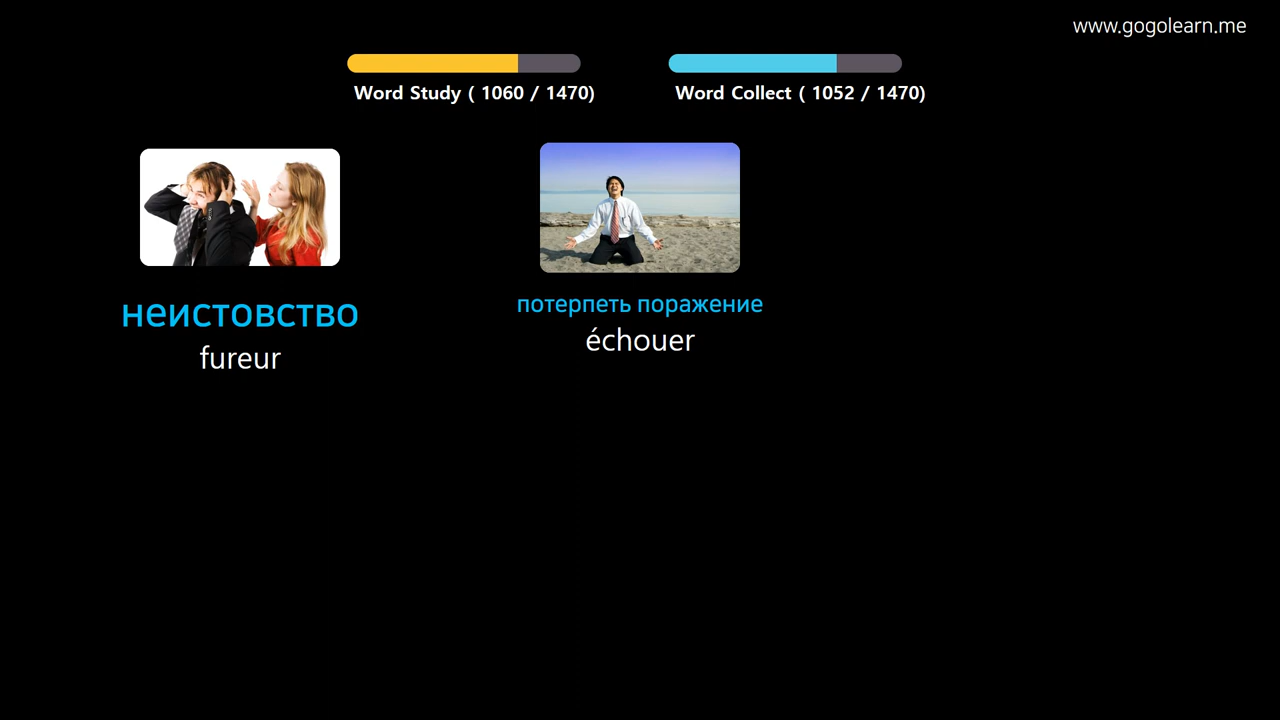 www.gogolearn.me
Word Study ( 1060 / 1470)
Word Collect ( 1052 / 1470)
неистовство
fureur
потерпеть поражение
échouer